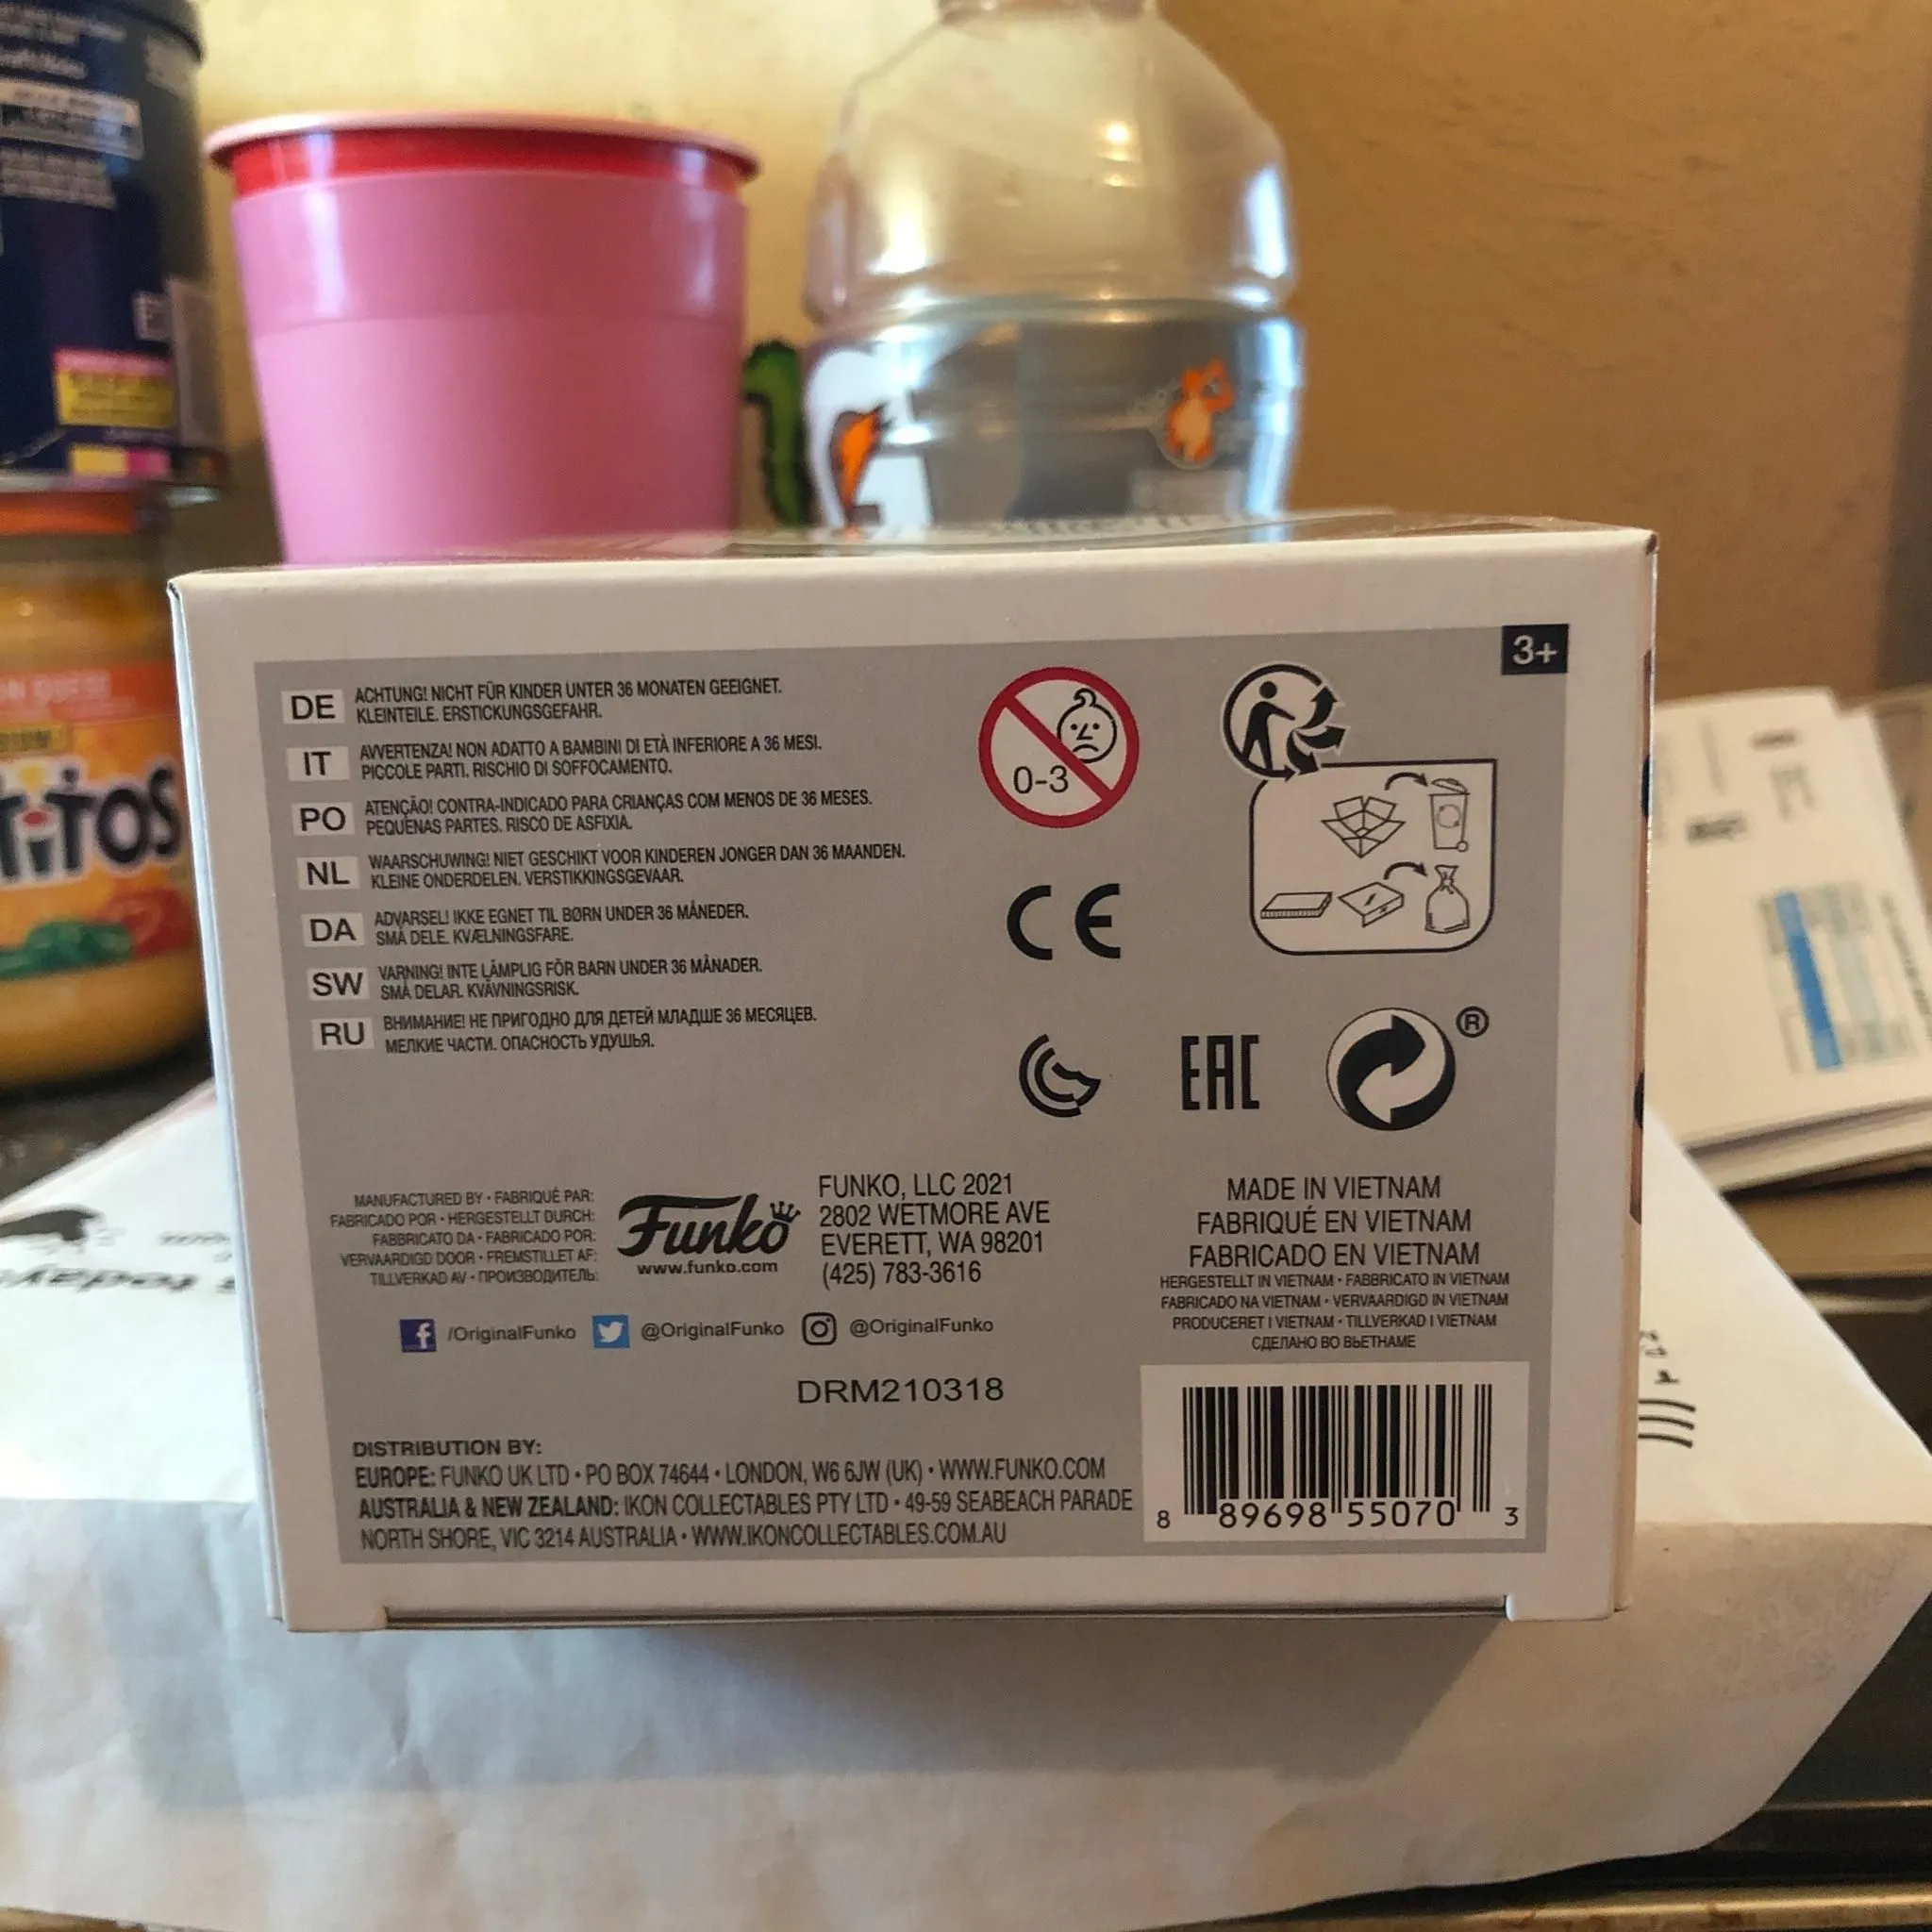 TiTOS
3+
DE ACHTUNG! NICHT FÜR KINDER UNTER 36 MONATEN GEEIGNET.
KLEINTEILE. ERSTICKUNGSGEFAHR.
IT AVVERTENZA! NON ADATTO A BAMBINI DI ETÀ INFERIORE A 36 MESI.
PICCOLE PARTI. RISCHIO DI SOFFOCAMENTO.
PO ATENÇÃO! CONTRA-INDICADO PARA CRIANÇAS COM MENOS DE 36 MESES.
PEQUENAS PARTES. RISCO DE ASFIXIA.
NL WAARSCHUWING! NIET GESCHIKT VOOR KINDEREN JONGER DAN 36 MAANDEN.
KLEINE ONDERDELEN. VERSTIKKINGSGEVAAR.
DA ADVARSEL! IKKE EGNET TIL BØRN UNDER 36 MÅNEDER.
SMÅ DELE. KVÆLNINGSFARE.
SW VARNING! INTE LÄMPLIG FÖR BARN UNDER 36 MÅNADER.
SMÅ DELAR. KVÄVNINGSRISK.
RU ВНИМАНИЕ! НЕ ПРИГОДНО ДЛЯ ДЕТЕЙ МЛАДШЕ 36 МЕСЯЦЕВ.
МЕЛКИЕ ЧАСТИ. ОПАСНОСТЬ УДУШЬЯ.
0-3
CE
EAC
®
MANUFACTURED BY • FABRIQUÉ PAR:
FABRICADO POR • HERGESTELLT DURCH:
FABBRICATO DA • FABRICADO POR:
VERVAARDIGD DOOR • FREMSTILLET AF:
TILLVERKAD AV • ПРОИЗВОДИТЕЛЬ:
Funko
www.funko.com
FUNKO, LLC 2021
2802 WETMORE AVE
EVERETT, WA 98201
(425) 783-3616
MADE IN VIETNAM
FABRIQUÉ EN VIETNAM
FABRICADO EN VIETNAM
HERGESTELLT IN VIETNAM • FABBRICATO IN VIETNAM
FABRICADO NA VIETNAM • VERVAARDIGD IN VIETNAM
PRODUCERET I VIETNAM • TILLVERKAD I VIETNAM
СДЕЛАНО ВО ВЬЕТНАМЕ
/OriginalFunko @OriginalFunko @OriginalFunko
DRM210318
DISTRIBUTION BY:
EUROPE: FUNKO UK LTD • PO BOX 74644 • LONDON, W6 6JW (UK) • WWW.FUNKO.COM
AUSTRALIA & NEW ZEALAND: IKON COLLECTABLES PTY LTD • 49-59 SEABEACH PARADE
NORTH SHORE, VIC 3214 AUSTRALIA • WWW.IKONCOLLECTABLES.COM.AU
8 89698 55070 3